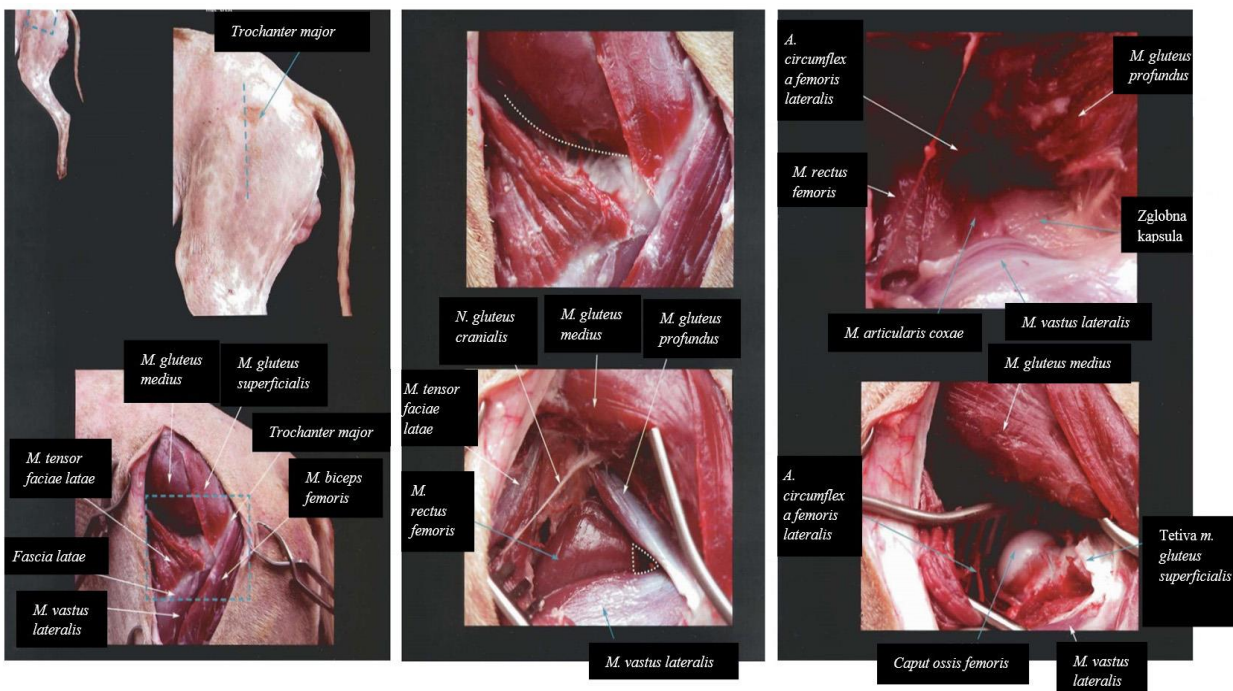 Trochanter major
M. gluteus
medius
M. gluteus
superficialis
Trochanter major
M. tensor
faciae latae
M. biceps
femoris
Fascia latae
M. vastus
lateralis
N. gluteus
cranialis
M. gluteus
medius
M. gluteus
profundus
M. tensor
faciae
latae
M.
rectus
femoris
M. vastus lateralis
A.
circumflex
a femoris
lateralis
M. gluteus
profundus
M. rectus
femoris
Zglobna
kapsula
M. articularis coxae
M. vastus lateralis
M. gluteus medius
A.
circumflex
a femoris
lateralis
Tetiva m.
gluteus
superficialis
Caput ossis femoris
M. vastus
lateralis